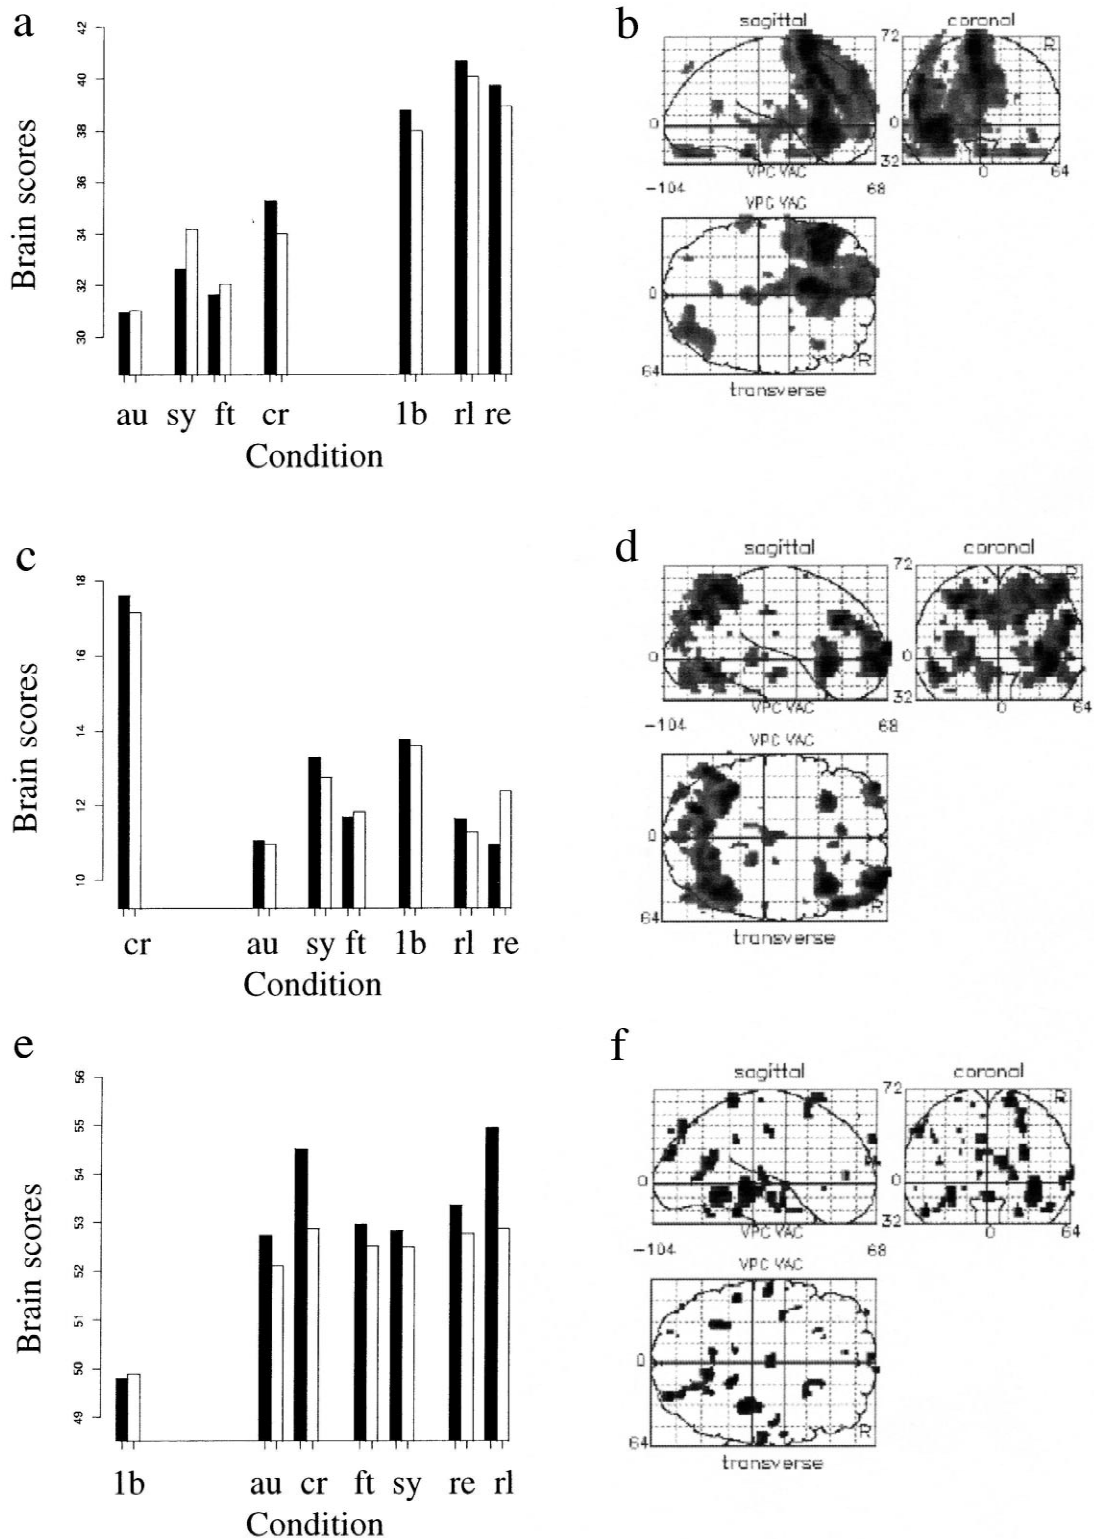 a
42
40
38
36
34
32
30
Brain scores
au sy ft cr 1b rl re
Condition
b
sagittal coronal
72
R
0
32
VPC VAC
0 64
-104 68
VPC VAC
0
R
64
transverse
c
18
16
14
12
10
Brain scores
cr au sy ft 1b rl re
Condition
d
sagittal coronal
72
R
0
32
VPC VAC
0 64
-104 68
VPC VAC
0
R
64
transverse
e
56
55
54
53
52
51
50
49
Brain scores
1b au cr ft sy re rl
Condition
f
sagittal coronal
72
R
0
32
VPC VAC
0 64
-104 68
VPC VAC
0
R
64
transverse